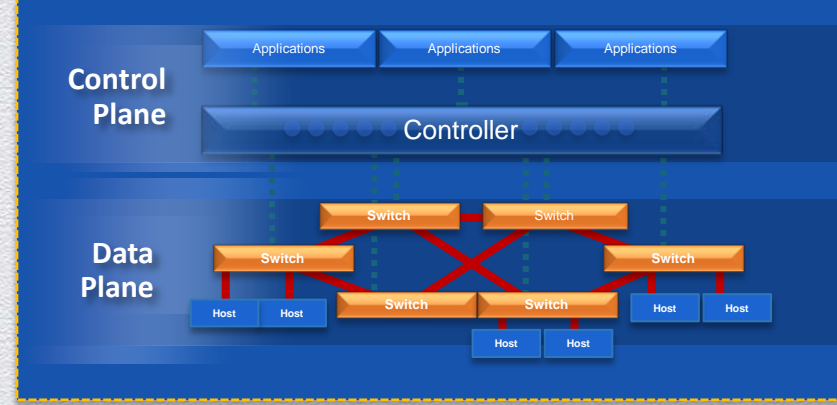 Applications Applications Applications
Control
Plane
Controller
Switch Switch
Data
Plane
Switch Switch
Switch Switch
Host Host Host Host
Host Host